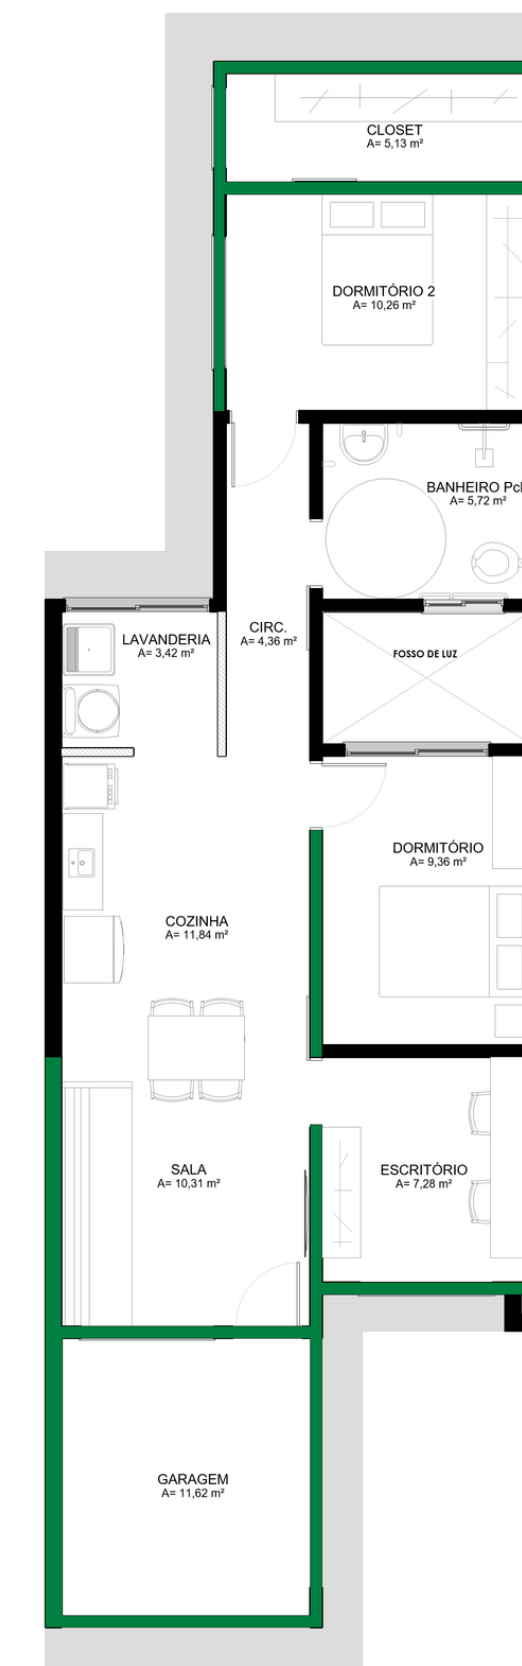 CLOSET
A= 5,13 m²
DORMITÓRIO 2
A= 10,26 m²
BANHEIRO
A= 5,72 m²
CIRC.
A= 4,36 m²
LAVANDERIA
A= 3,42 m²
FOSSO DE LUZ
DORMITÓRIO
A= 9,36 m²
COZINHA
A= 11,84 m²
SALA
A= 10,31 m²
ESCRITÓRIO
A= 7,28 m²
GARAGEM
A= 11,62 m²